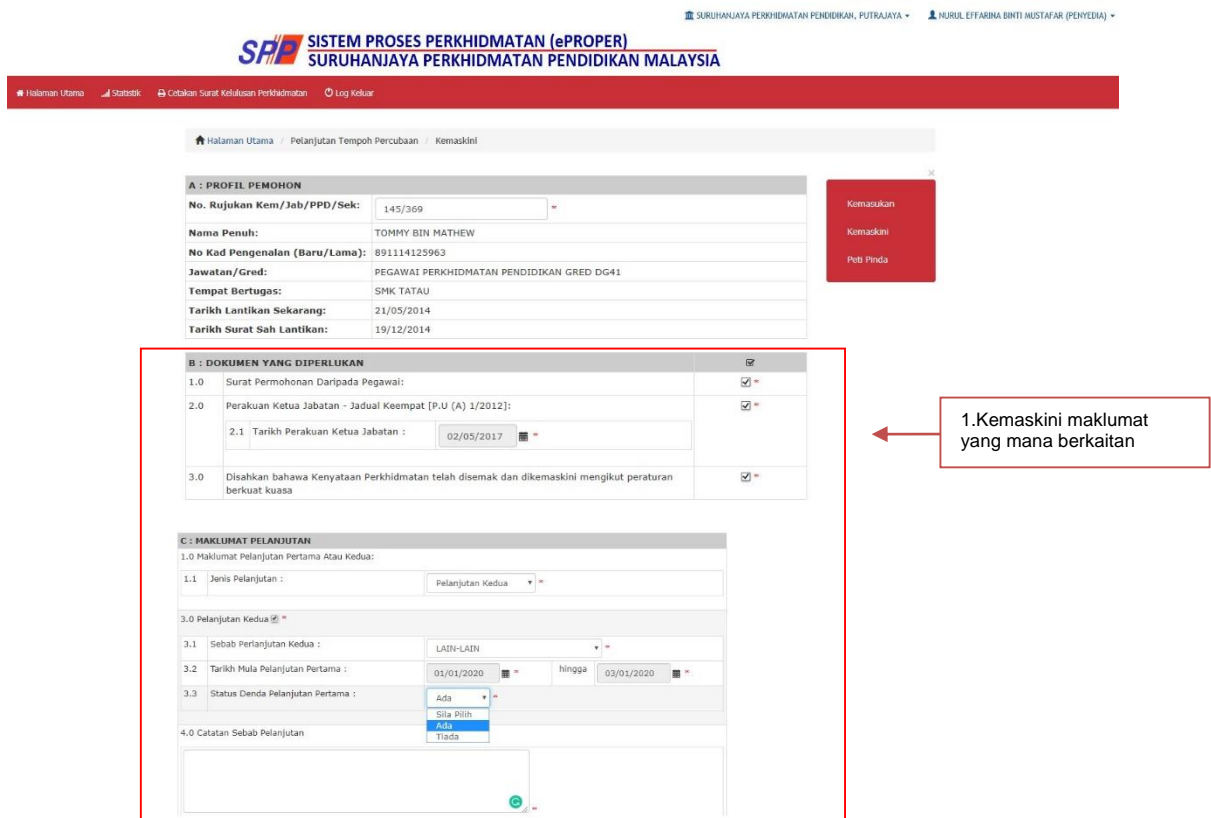 SURUHANJAYA PERKHIDMATAN PENDIDIKAN, PUTRAJAYA
NURUL EFFARINA BINTI MUSTAFAR (PENYEDIA)
SPP
SISTEM PROSES PERKHIDMATAN (ePROPER)
SURUHANJAYA PERKHIDMATAN PENDIDIKAN MALAYSIA
Halaman Utama Statistik Cetakan Surat Kelulusan Perkhidmatan Log Keluar
Halaman Utama / Pelanjutan Tempoh Percubaan / Kemaskini
×
A : PROFIL PEMOHON
No. Rujukan Kem/Jab/PPD/Sek: 145/369 *
Nama Penuh: TOMMY BIN MATHEW
No Kad Pengenalan (Baru/Lama): 891114125963
Jawatan/Gred: PEGAWAI PERKHIDMATAN PENDIDIKAN GRED DG41
Tempat Bertugas: SMK TATAU
Tarikh Lantikan Sekarang: 21/05/2014
Tarikh Surat Sah Lantikan: 19/12/2014
Kemasukan
Kemaskini
Peti Pinda
B : DOKUMEN YANG DIPERLUKAN
1.0 Surat Permohonan Daripada Pegawai: *
2.0 Perakuan Ketua Jabatan - Jadual Keempat [P.U (A) 1/2012]: *
2.1 Tarikh Perakuan Ketua Jabatan : 02/05/2017 *
3.0 Disahkan bahawa Kenyataan Perkhidmatan telah disemak dan dikemaskini mengikut peraturan *
berkuat kuasa
1.Kemaskini maklumat
yang mana berkaitan
C : MAKLUMAT PELANJUTAN
1.0 Maklumat Pelanjutan Pertama Atau Kedua:
1.1 Jenis Pelanjutan : Pelanjutan Kedua *
3.0 Pelanjutan Kedua *
3.1 Sebab Perlanjutan Kedua : LAIN-LAIN *
3.2 Tarikh Mula Pelanjutan Pertama : 01/01/2020 * hingga 03/01/2020 *
3.3 Status Denda Pelanjutan Pertama : Ada *
Sila Pilih
Ada
Tiada
4.0 Catatan Sebab Pelanjutan
*